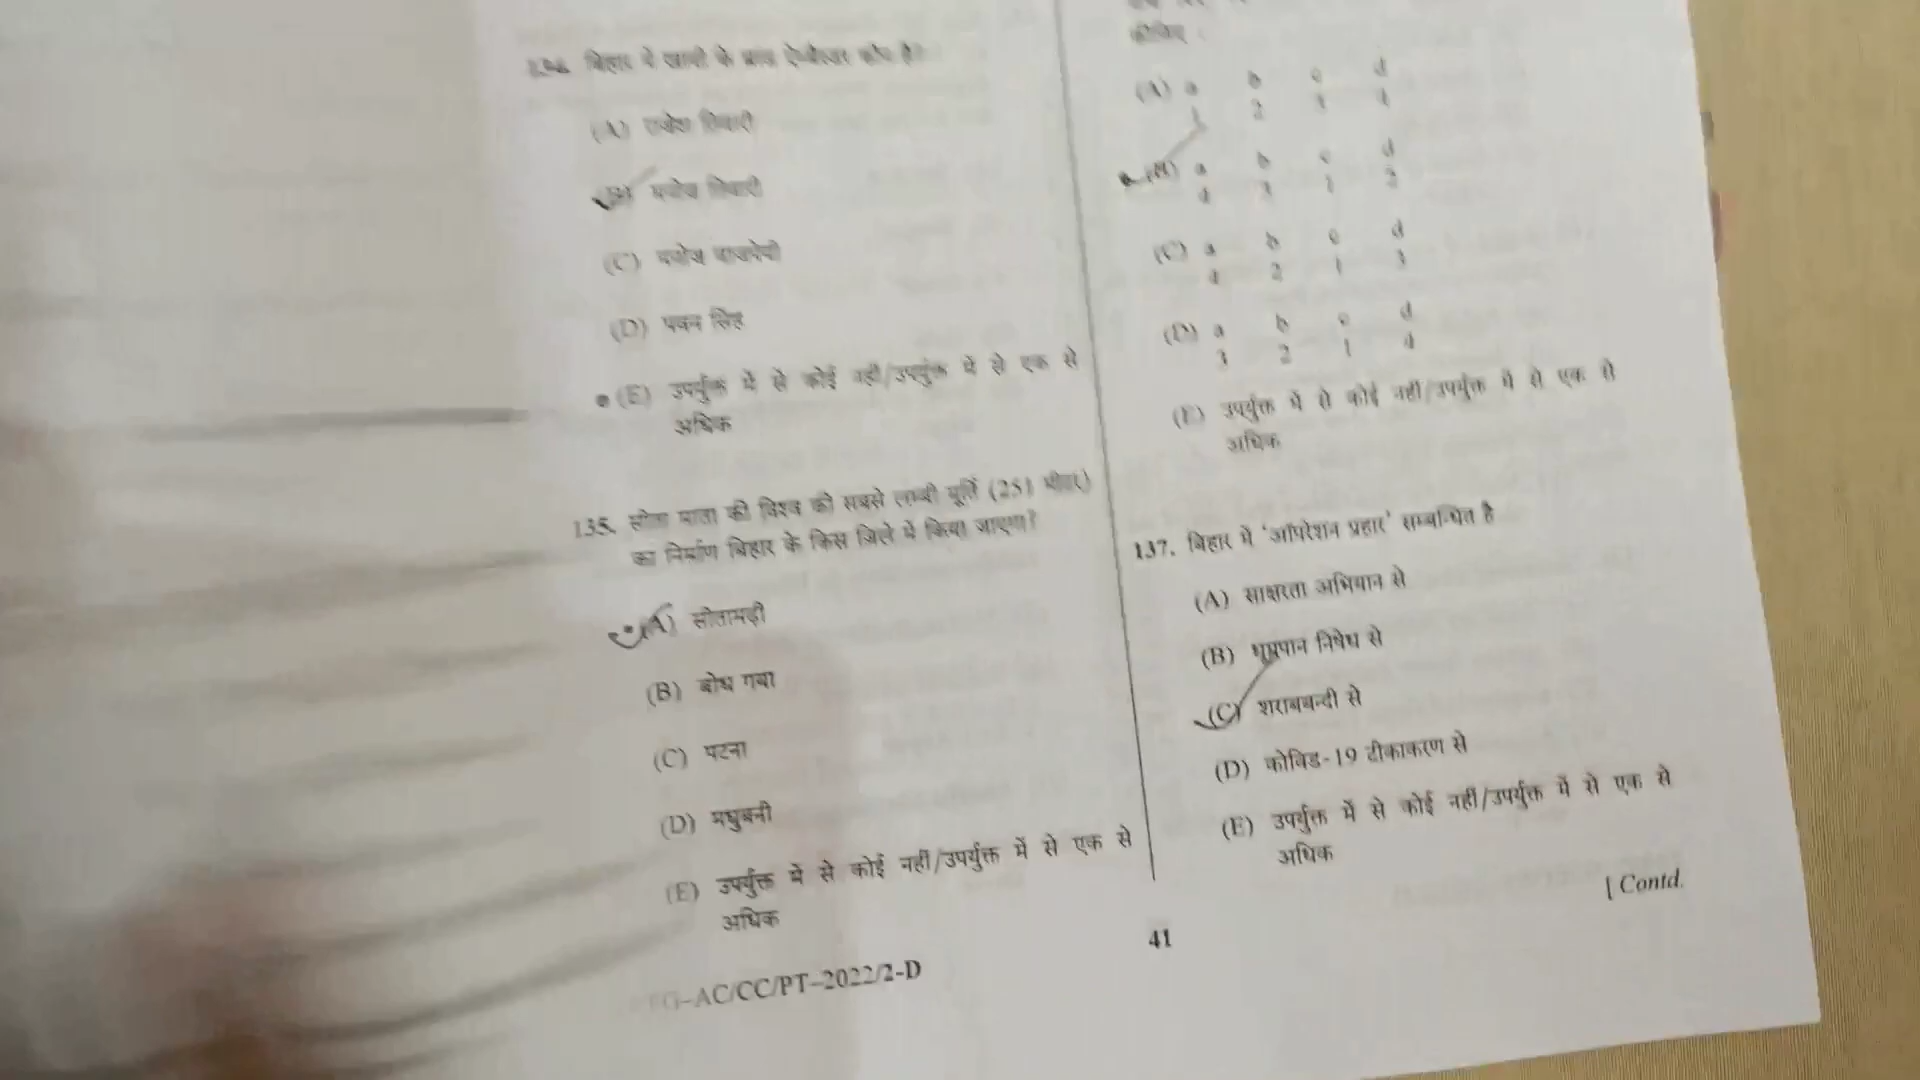 134. बिहार में खादी के ब्राण्ड ऐम्बैसडर कौन हैं?
(A)
(B) मनोज तिवारी
(C) मनोज बाजपेयी
(D) पवन सिंह
(E) उपर्युक्त में से कोई नहीं/उपर्युक्त में से एक से
अधिक
135. सीता माता की विश्व की सबसे लम्बी मूर्ति (251 मीटर)
का निर्माण बिहार के किस जिले में किया जाएगा?
(A) सीतामढ़ी
(B) बोध गया
(C) पटना
(D) मधुबनी
(E) उपर्युक्त में से कोई नहीं/उपर्युक्त में से एक से
अधिक
कीजिए :
(A) a b c d
(B) a b c d
(C) a b c d
4 2 1 3
(D) a b c d
3 2 1 4
(E) उपर्युक्त में से कोई नहीं/उपर्युक्त में से एक से
अधिक
137. बिहार में ‘ऑपरेशन प्रहार’ सम्बन्धित है
(A) साक्षरता अभियान से
(B) धूम्रपान निषेध से
(C) शराबबन्दी से
(D) कोविड-19 टीकाकरण से
(E) उपर्युक्त में से कोई नहीं/उपर्युक्त में से एक से
अधिक
[ Contd.
41
-AC/CC/PT–2022/2-D